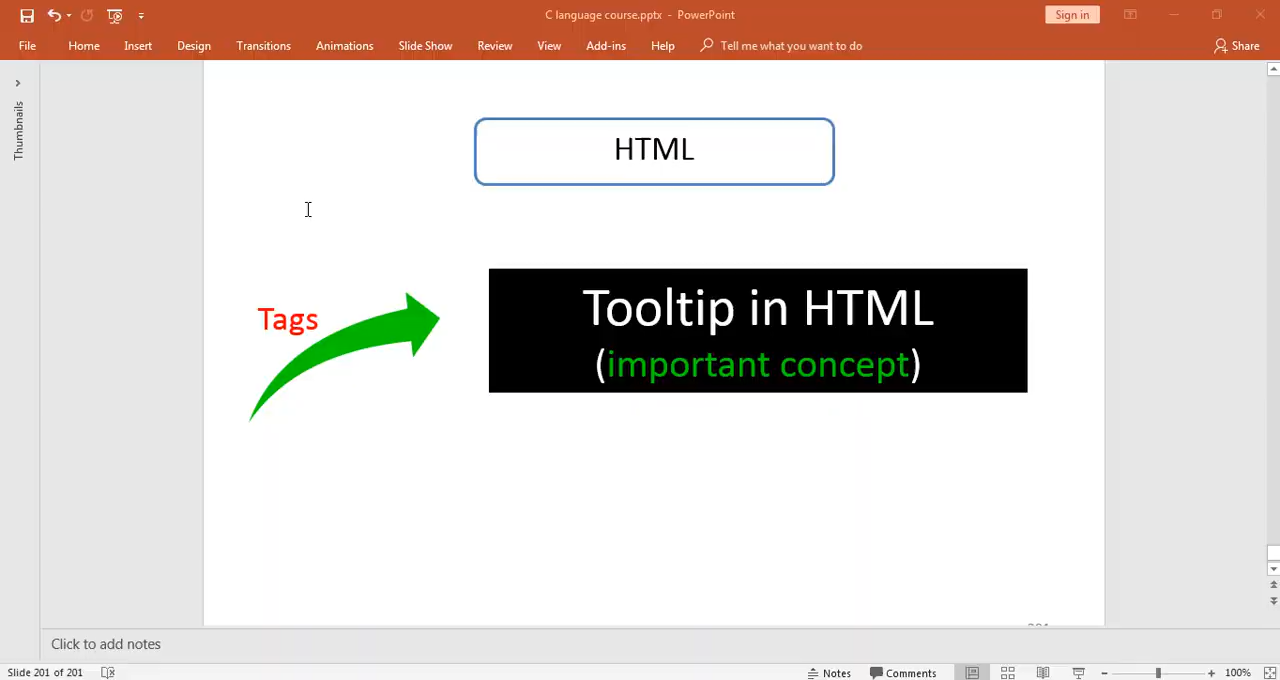 C language course.pptx - PowerPoint
Sign in
File Home Insert Design Transitions Animations Slide Show Review View Add-ins Help Tell me what you want to do Share
Thumbnails
HTML
Tags
Tooltip in HTML
(important concept)
Click to add notes
Slide 201 of 201 Notes Comments 100%